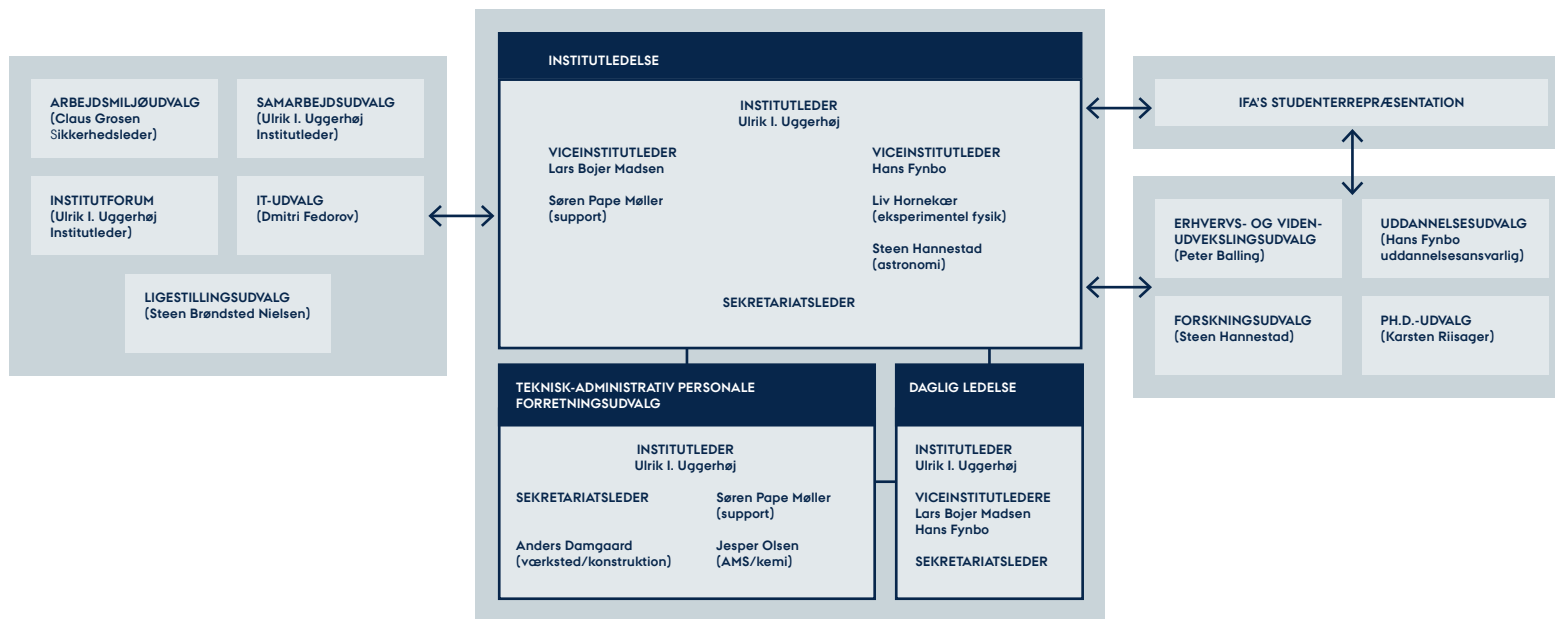 INSTITUTLEDELSE
INSTITUTLEDER
Ulrik I. Uggerhøj
VICEINSTITUTLEDER
Lars Bojer Madsen
Søren Pape Møller
(support)
VICEINSTITUTLEDER
Hans Fynbo
Liv Hornekær
(eksperimentel fysik)
Steen Hannestad
(astronomi)
SEKRETARIATSLEDER
ARBEJDSMILJØUDVALG
(Claus Grosen
Sikkerhedsleder)
SAMARBEJDSUDVALG
(Ulrik I. Uggerhøj
Institutleder)
INSTITUTFORUM
(Ulrik I. Uggerhøj
Institutleder)
IT-UDVALG
(Dmitri Fedorov)
LIGESTILLINGSUDVALG
(Steen Brøndsted Nielsen)
IFA'S STUDENTERREPRÆSENTATION
ERHVERVS- OG VIDEN-
UDVEKSLINGSUDVALG
(Peter Balling)
UDDANNELSESUDVALG
(Hans Fynbo
uddannelsesansvarlig)
FORSKNINGSUDVALG
(Steen Hannestad)
PH.D.-UDVALG
(Karsten Riisager)
TEKNISK-ADMINISTRATIV PERSONALE
FORRETNINGSUDVALG
INSTITUTLEDER
Ulrik I. Uggerhøj
SEKRETARIATSLEDER
Søren Pape Møller
(support)
Anders Damgaard
(værksted/konstruktion)
Jesper Olsen
(AMS/kemi)
DAGLIG LEDELSE
INSTITUTLEDER
Ulrik I. Uggerhøj
VICEINSTITUTLEDERE
Lars Bojer Madsen
Hans Fynbo
SEKRETARIATSLEDER